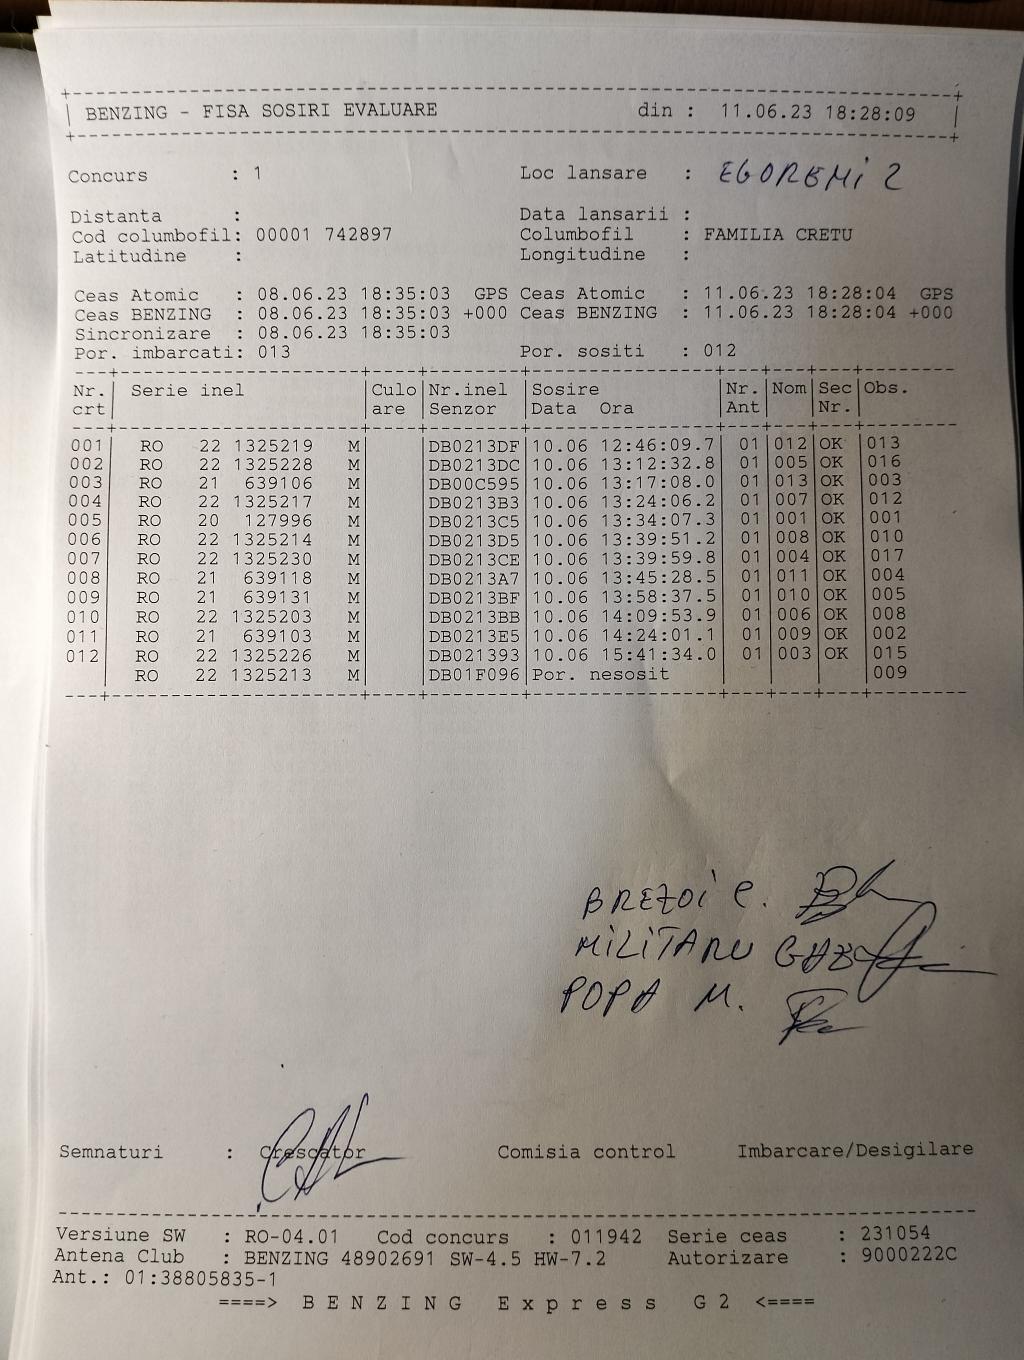 BENZING - FISA SOSIRI EVALUARE din : 11.06.23 18:28:09
Concurs : 1 Loc lansare : EGOREMI 2
Distanta : Data lansarii :
Cod columbofil: 00001 742897 Columbofil : FAMILIA CRETU
Latitudine : Longitudine :
Ceas Atomic : 08.06.23 18:35:03 GPS Ceas Atomic : 11.06.23 18:28:04 GPS
Ceas BENZING : 08.06.23 18:35:03 +000 Ceas BENZING : 11.06.23 18:28:04 +000
Sincronizare : 08.06.23 18:35:03
Por. imbarcati: 013 Por. sositi : 012
Nr. Serie inel Culo Nr.inel Sosire Nr. Nom Sec Obs.
crt are Senzor Data Ora Ant Nr.
001 RO 22 1325219 M DB0213DF 10.06 12:46:09.7 01 012 OK 013
002 RO 22 1325228 M DB0213DC 10.06 13:12:32.8 01 005 OK 016
003 RO 21 639106 M DB00C595 10.06 13:17:08.0 01 013 OK 003
004 RO 22 1325217 M DB0213B3 10.06 13:24:06.2 01 007 OK 012
005 RO 20 127996 M DB0213C5 10.06 13:34:07.3 01 001 OK 001
006 RO 22 1325214 M DB0213D5 10.06 13:39:51.2 01 008 OK 010
007 RO 22 1325230 M DB0213CE 10.06 13:39:59.8 01 004 OK 017
008 RO 21 639118 M DB0213A7 10.06 13:45:28.5 01 011 OK 004
009 RO 21 639131 M DB0213BF 10.06 13:58:37.5 01 010 OK 005
010 RO 22 1325203 M DB0213BB 10.06 14:09:53.9 01 006 OK 008
011 RO 21 639103 M DB0213E5 10.06 14:24:01.1 01 009 OK 002
012 RO 22 1325226 M DB021393 10.06 15:41:34.0 01 003 OK 015
RO 22 1325213 M DB01F096 Por. nesosit 009
BREZOI C.
MILITARU
POPA M.
Semnaturi : Crescator Comisia control Imbarcare/Desigilare
Versiune SW : RO-04.01 Cod concurs : 011942 Serie ceas : 231054
Antena Club : BENZING 48902691 SW-4.5 HW-7.2 Autorizare : 9000222C
Ant.: 01:38805835-1
====> B E N Z I N G E x p r e s s G 2 <====